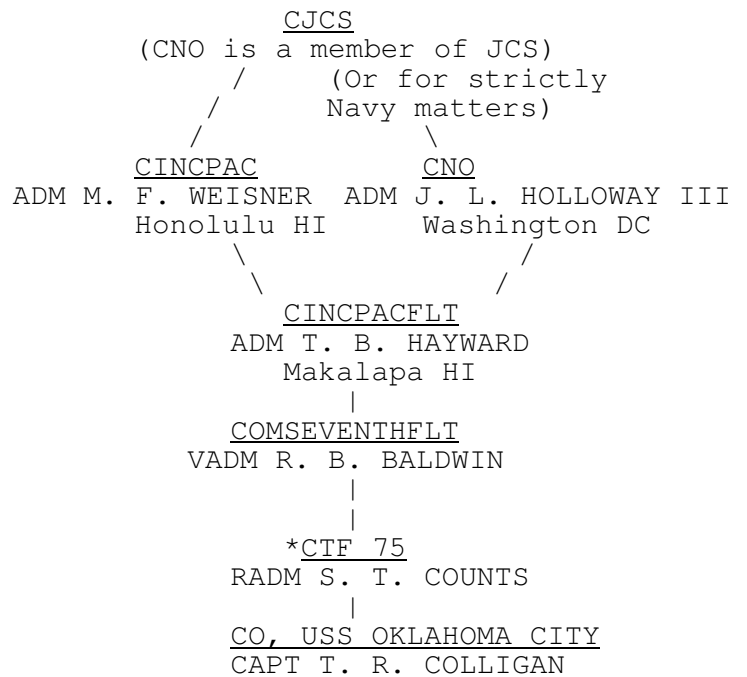 CJCS
(CNO is a member of JCS)
/ (Or for strictly
/ Navy matters)
/ \
CINCPAC CNO
ADM M. F. WEISNER ADM J. L. HOLLOWAY III
Honolulu HI Washington DC
\ /
\ /
CINCPACFLT
ADM T. B. HAYWARD
Makalapa HI
|
COMSEVENTHFLT
VADM R. B. BALDWIN
|
|
*CTF 75
RADM S. T. COUNTS
|
CO, USS OKLAHOMA CITY
CAPT T. R. COLLIGAN